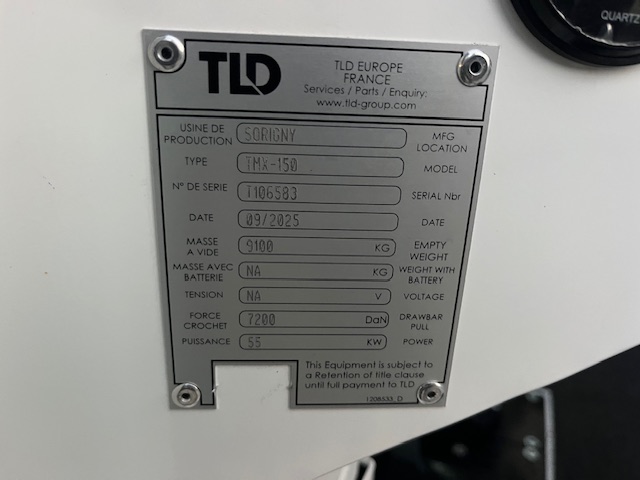 QUARTZ
TLD
TLD EUROPE
FRANCE
Services / Parts / Enquiry:
www.tld-group.com
USINE DE PRODUCTION SORIGNY MFG LOCATION
TYPE TMX-150 MODEL
N° DE SERIE T106583 SERIAL Nbr
DATE 09/2025 DATE
MASSE A VIDE 9100 KG EMPTY WEIGHT
MASSE AVEC BATTERIE NA KG WEIGHT WITH BATTERY
TENSION NA V VOLTAGE
FORCE CROCHET 7200 DaN DRAWBAR PULL
PUISSANCE 55 KW POWER
This Equipment is subject to
a Retention of title clause
until full payment to TLD
1208533_D